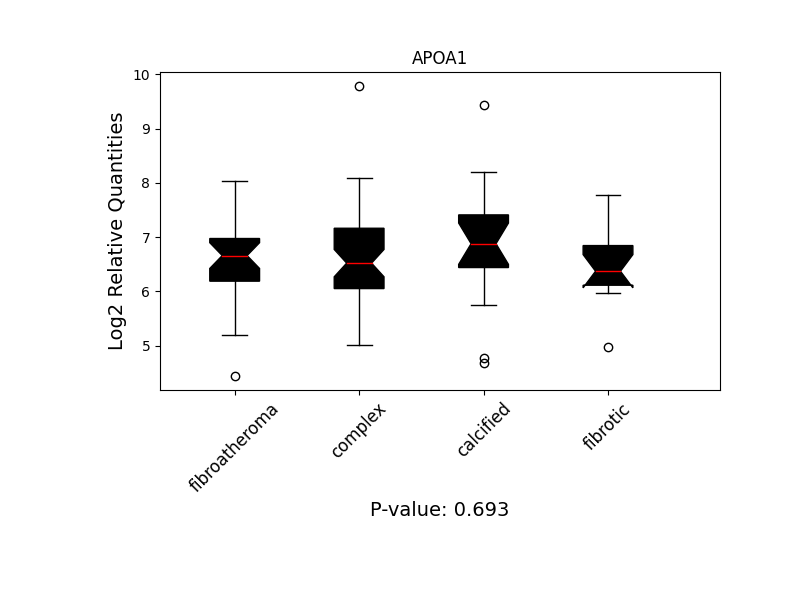 APOA1
Log2 Relative Quantities
10
9
8
7
6
5
fibroatheroma
complex
calcified
fibrotic
P-value: 0.693